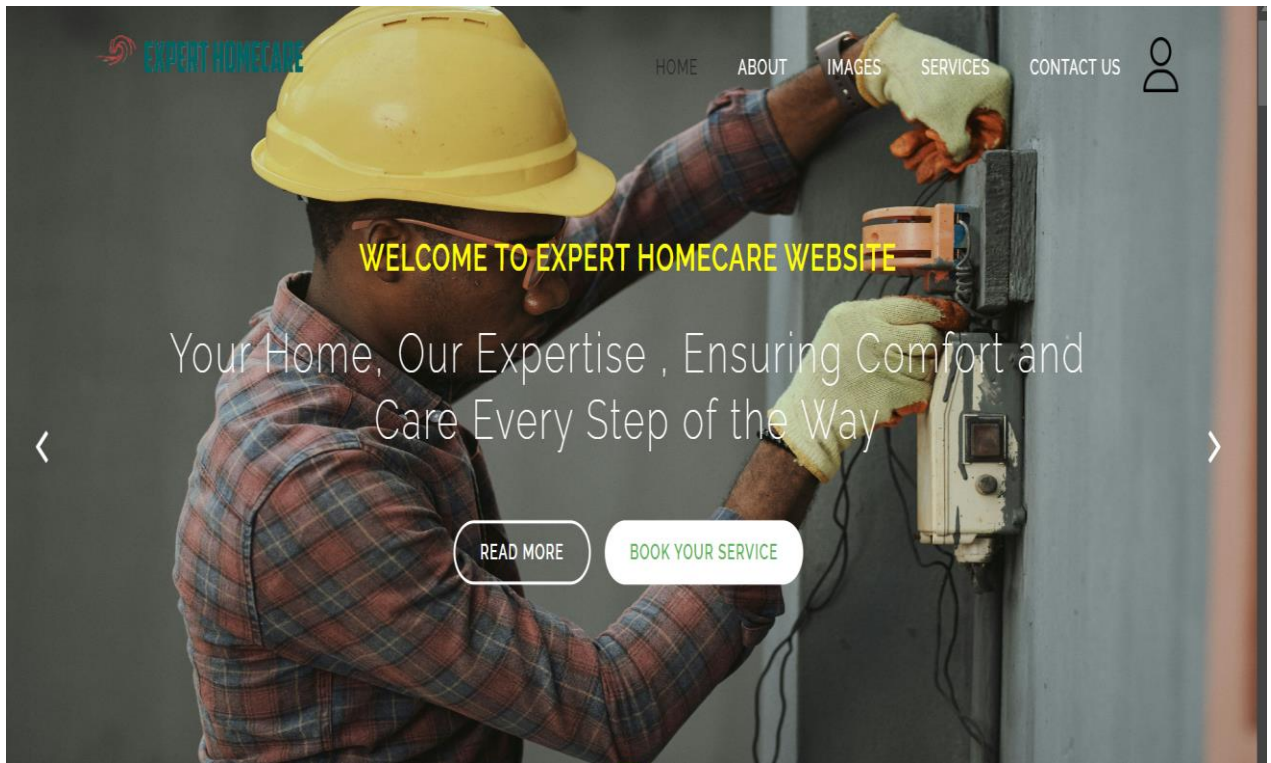 EXPERT HOMECARE
HOME ABOUT IMAGES SERVICES CONTACT US
WELCOME TO EXPERT HOMECARE WEBSITE
Your Home, Our Expertise , Ensuring Comfort and
Care Every Step of the Way
READ MORE BOOK YOUR SERVICE